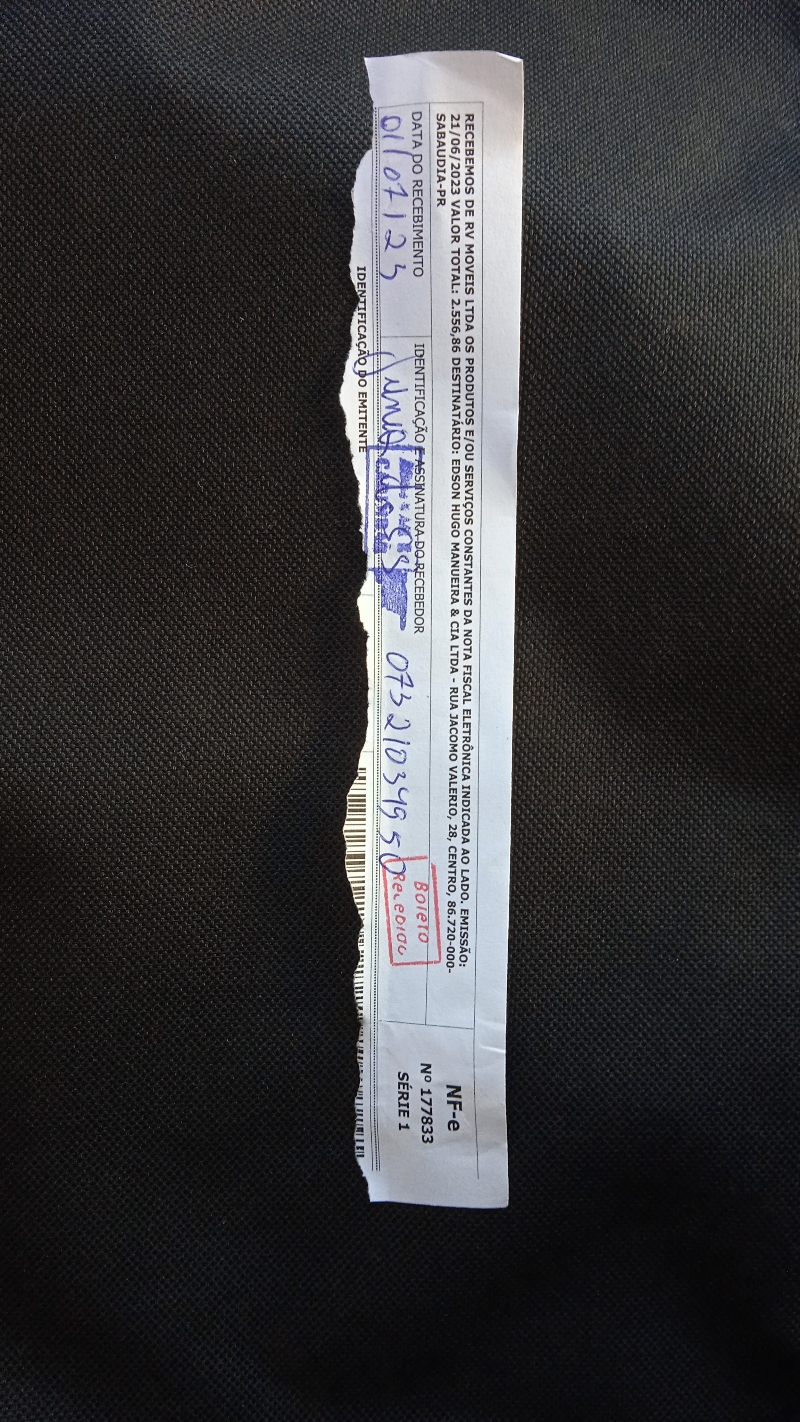 RECEBEMOS DE RV MOVEIS LTDA OS PRODUTOS E/OU SERVIÇOS CONSTANTES DA NOTA FISCAL ELETRÔNICA INDICADA AO LADO. EMISSÃO:
21/06/2023 VALOR TOTAL: 2.556,86 DESTINATÁRIO: EDSON HUGO MANUEIRA & CIA LTDA - RUA JACOMO VALERIO, 28, CENTRO, 86.720-000-
SABAUDIA-PR
DATA DO RECEBIMENTO
01/07/23
IDENTIFICAÇÃO E ASSINATURA DO RECEBEDOR
07321034950
Boleto
Recebido
NF-e
Nº 177833
SÉRIE 1
IDENTIFICAÇÃO DO EMITENTE